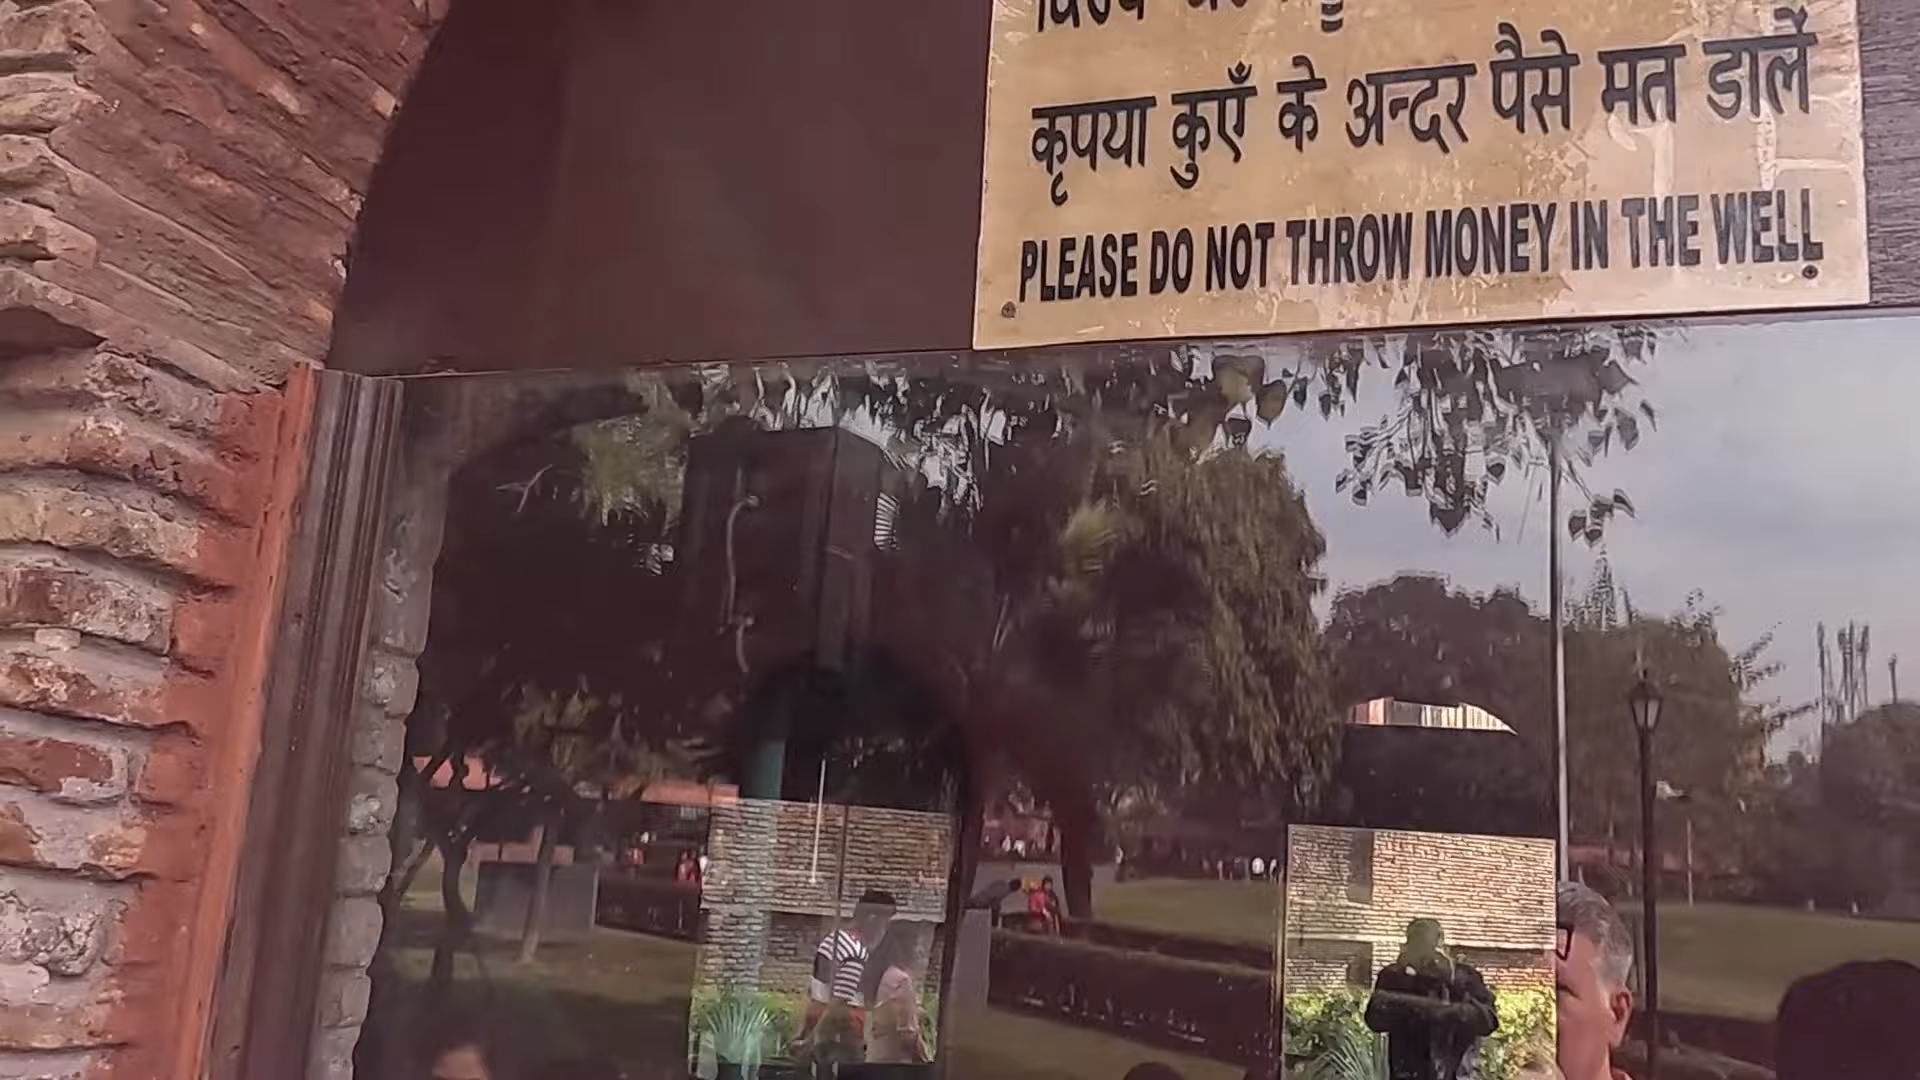 कृपया कुएँ के अन्दर पैसे मत डालें
PLEASE DO NOT THROW MONEY IN THE WELL